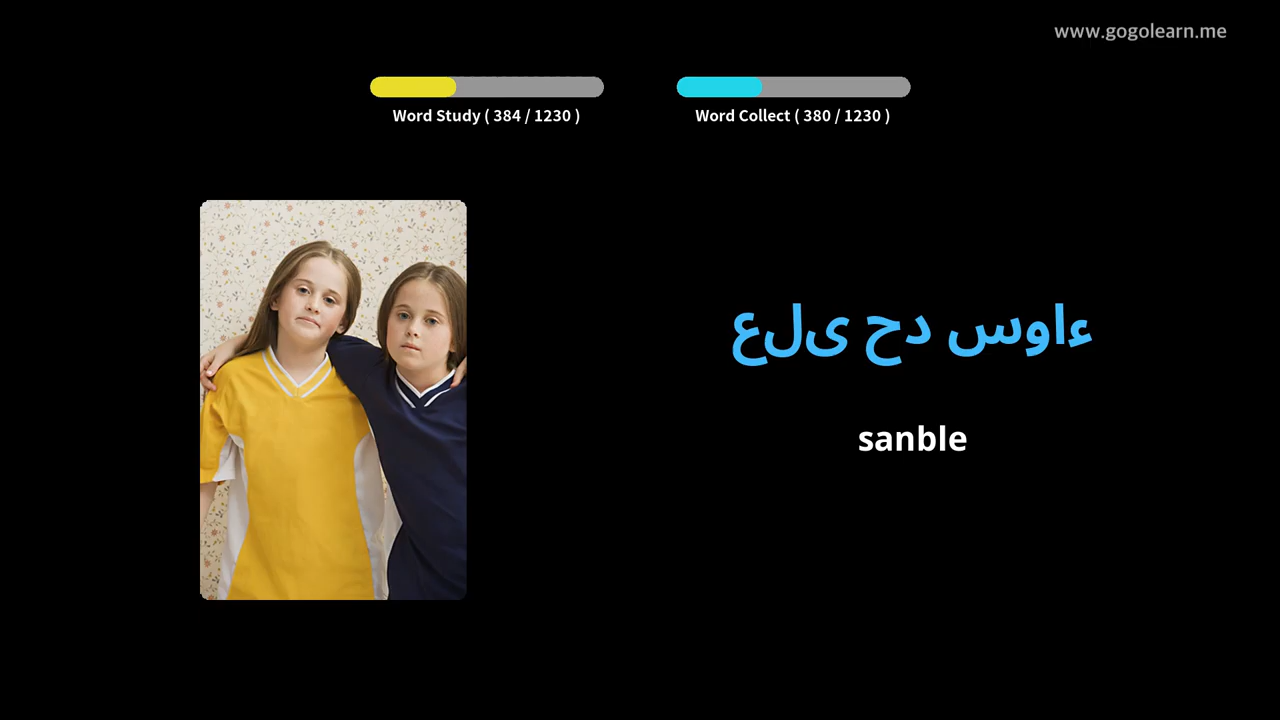 www.gogolearn.me
Word Study ( 384 / 1230 )
Word Collect ( 380 / 1230 )
على حد سواء
sanble